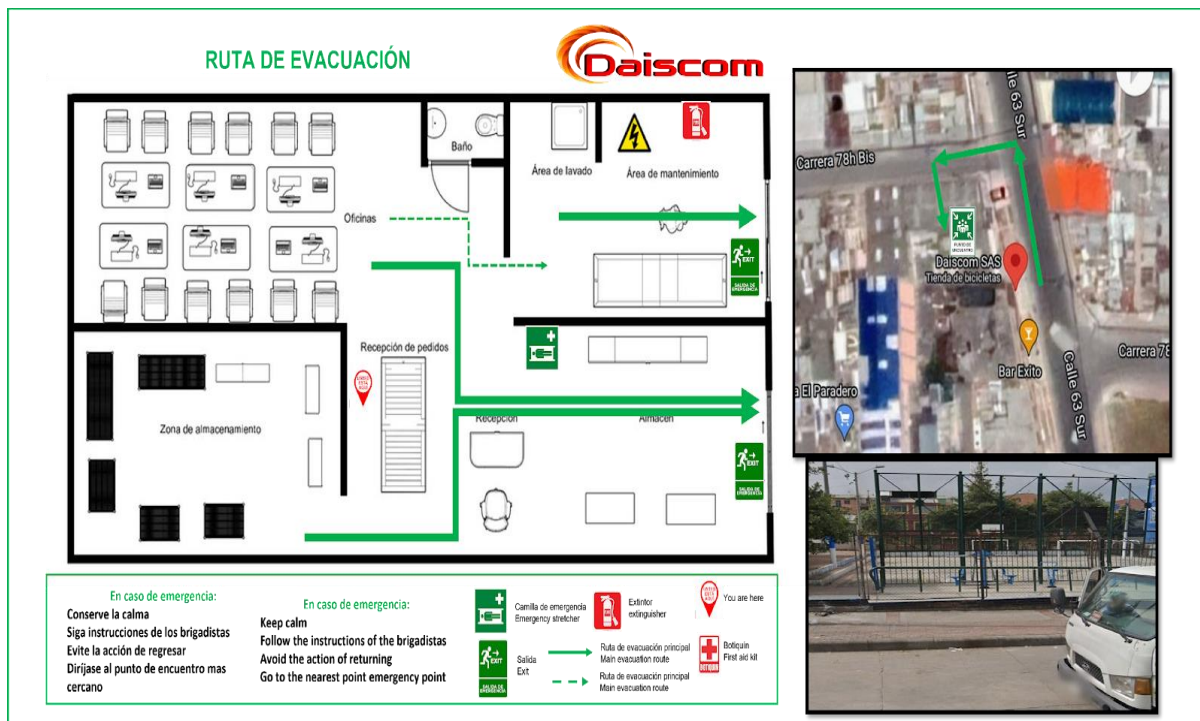 RUTA DE EVACUACIÓN
Daiscom
Baño
Área de lavado
Área de mantenimiento
Oficinas
EXIT
SALIDA DE
EMERGENCIA
Recepción de pedidos
USTED
ESTÁ
AQUÍ
Zona de almacenamiento
Recepción
Almacén
EXIT
SALIDA DE
EMERGENCIA
Calle 63 Sur
Carrera 78h Bis
PUNTO DE
ENCUENTRO
Daiscom SAS
Tienda de bicicletas
Bar Exito
Carrera 78
a El Paradero
Calle 63 Sur
En caso de emergencia:
Conserve la calma
Siga instrucciones de los brigadistas
Evite la acción de regresar
Diríjase al punto de encuentro mas
cercano
En caso de emergencia:
Keep calm
Follow the instructions of the brigadistas
Avoid the action of returning
Go to the nearest point emergency point
Camilla de emergencia
Emergency stretcher
Extintor
extinguisher
USTED
ESTÁ
AQUÍ
You are here
EXIT
SALIDA DE
EMERGENCIA
Salida
Exit
Ruta de evacuación principal
Main evacuation route
Ruta de evacuación principal
Main evacuation route
BOTIQUIN
Botiquin
First aid kit